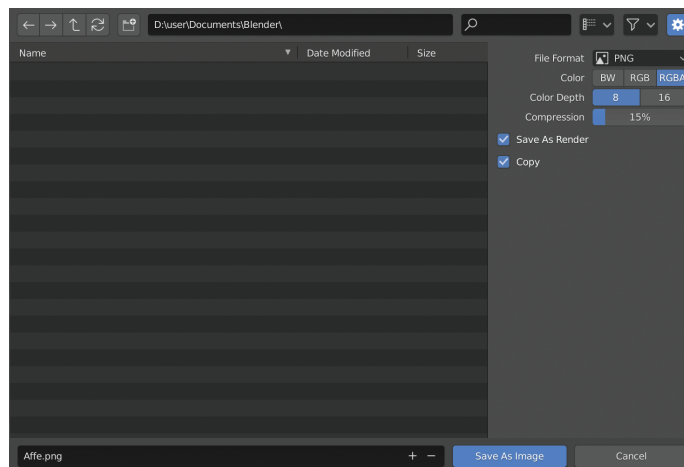 D:\user\Documents\Blender\
Name Date Modified Size
File Format PNG
Color BW RGB RGBA
Color Depth 8 16
Compression 15%
Save As Render
Copy
Affe.png + − Save As Image Cancel